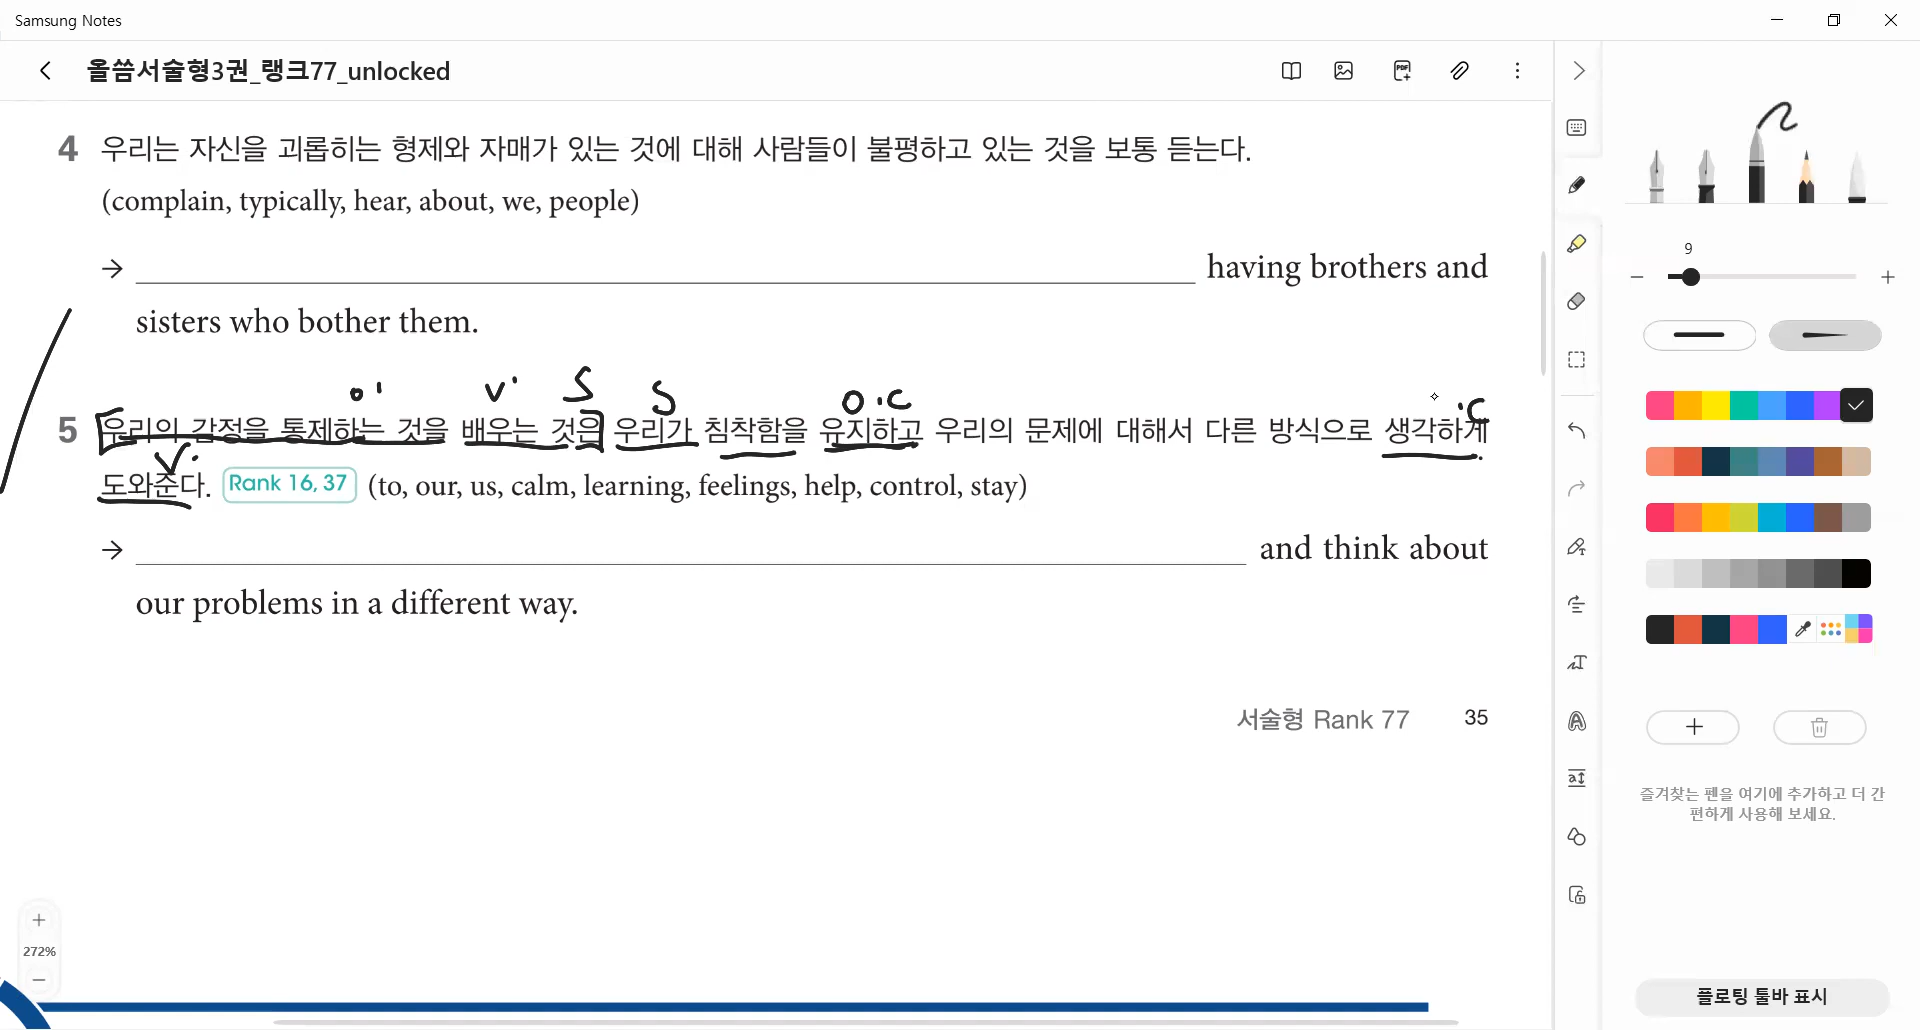 Samsung Notes
올씀서술형3권_랭크77_unlocked
4 우리는 자신을 괴롭히는 형제와 자매가 있는 것에 대해 사람들이 불평하고 있는 것을 보통 듣는다.
(complain, typically, hear, about, we, people)
→ having brothers and
sisters who bother them.
o' v' S S O.C .C
5 우리의 감정을 통제하는 것을 배우는 것은 우리가 침착함을 유지하고 우리의 문제에 대해서 다른 방식으로 생각하게
V.
도와준다. Rank 16, 37 (to, our, us, calm, learning, feelings, help, control, stay)
→ and think about
our problems in a different way.
서술형 Rank 77 35
272%
9
즐겨찾는 펜을 여기에 추가하고 더 간
편하게 사용해 보세요.
플로팅 툴바 표시